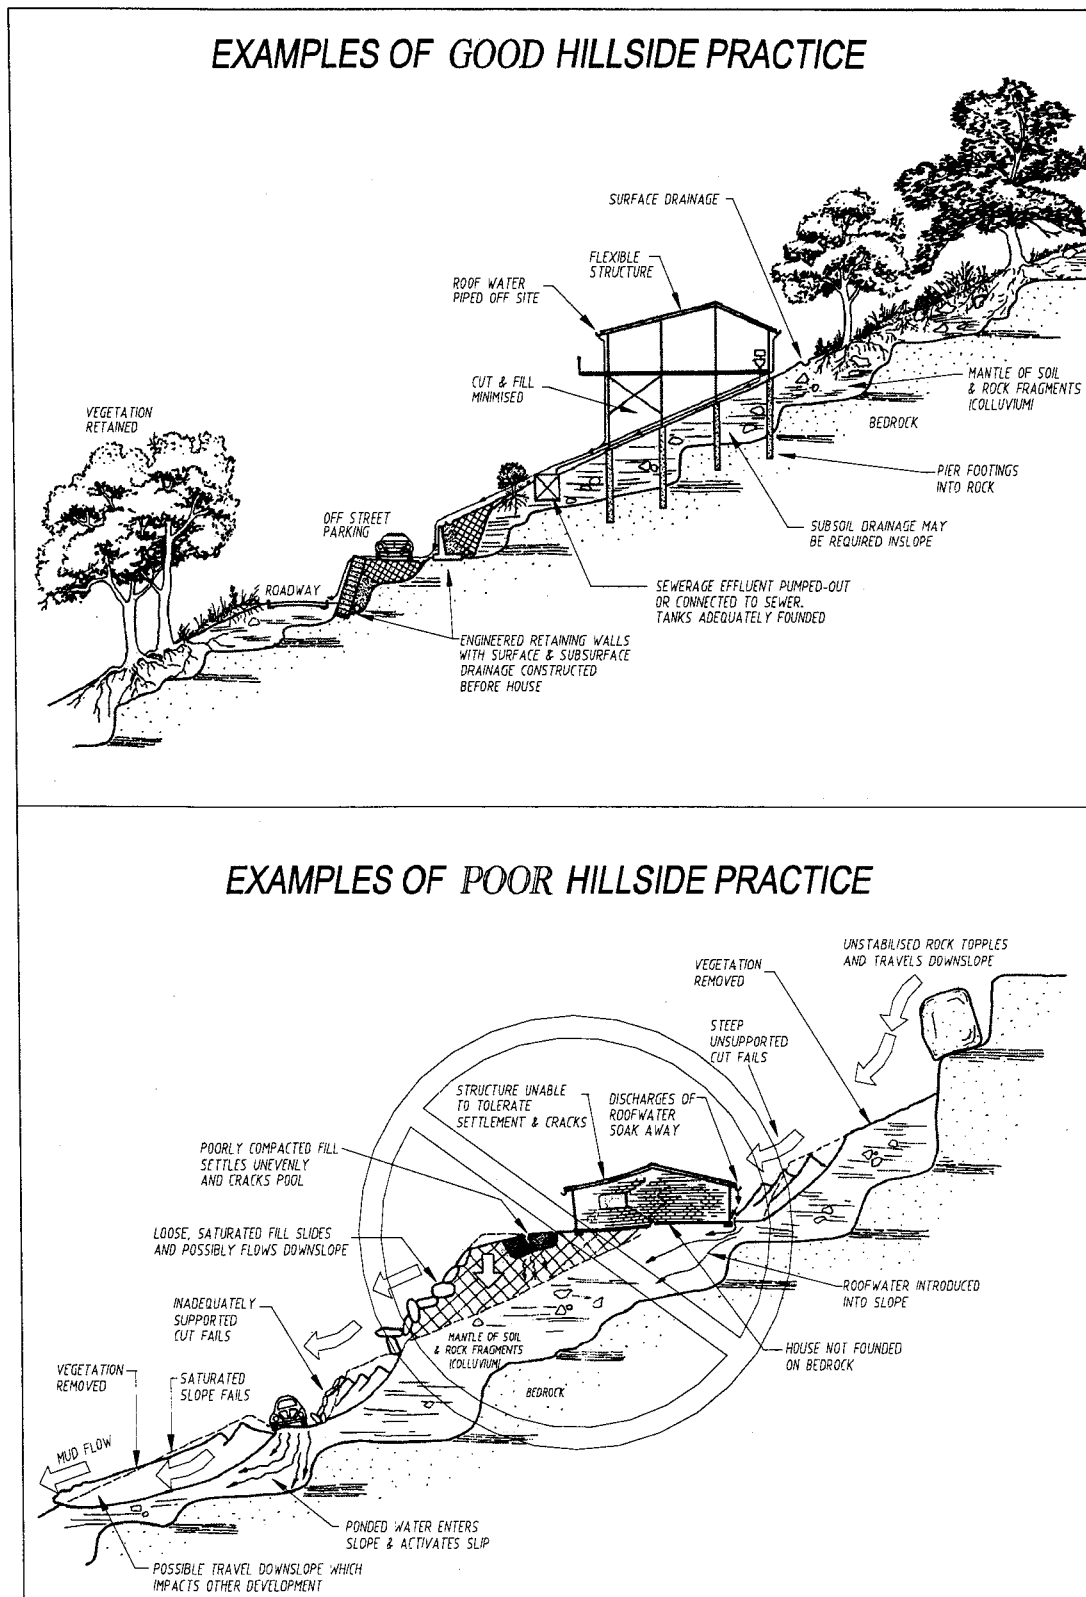 EXAMPLES OF GOOD HILLSIDE PRACTICE
SURFACE DRAINAGE
FLEXIBLE
STRUCTURE
ROOF WATER
PIPED OFF SITE
CUT & FILL
MINIMISED
MANTLE OF SOIL
& ROCK FRAGMENTS
(COLLUVIUM)
BEDROCK
VEGETATION
RETAINED
PIER FOOTINGS
INTO ROCK
OFF STREET
PARKING
SUBSOIL DRAINAGE MAY
BE REQUIRED INSLOPE
ROADWAY
SEWERAGE EFFLUENT PUMPED-OUT
OR CONNECTED TO SEWER.
TANKS ADEQUATELY FOUNDED
ENGINEERED RETAINING WALLS
WITH SURFACE & SUBSURFACE
DRAINAGE CONSTRUCTED
BEFORE HOUSE
EXAMPLES OF POOR HILLSIDE PRACTICE
UNSTABILISED ROCK TOPPLES
AND TRAVELS DOWNSLOPE
VEGETATION
REMOVED
STEEP
UNSUPPORTED
CUT FAILS
STRUCTURE UNABLE
TO TOLERATE
SETTLEMENT & CRACKS
DISCHARGES OF
ROOFWATER
SOAK AWAY
POORLY COMPACTED FILL
SETTLES UNEVENLY
AND CRACKS POOL
LOOSE, SATURATED FILL SLIDES
AND POSSIBLY FLOWS DOWNSLOPE
ROOFWATER INTRODUCED
INTO SLOPE
INADEQUATELY
SUPPORTED
CUT FAILS
MANTLE OF SOIL
& ROCK FRAGMENTS
(COLLUVIUM)
HOUSE NOT FOUNDED
ON BEDROCK
BEDROCK
VEGETATION
REMOVED
SATURATED
SLOPE FAILS
MUD FLOW
PONDED WATER ENTERS
SLOPE & ACTIVATES SLIP
POSSIBLE TRAVEL DOWNSLOPE WHICH
IMPACTS OTHER DEVELOPMENT